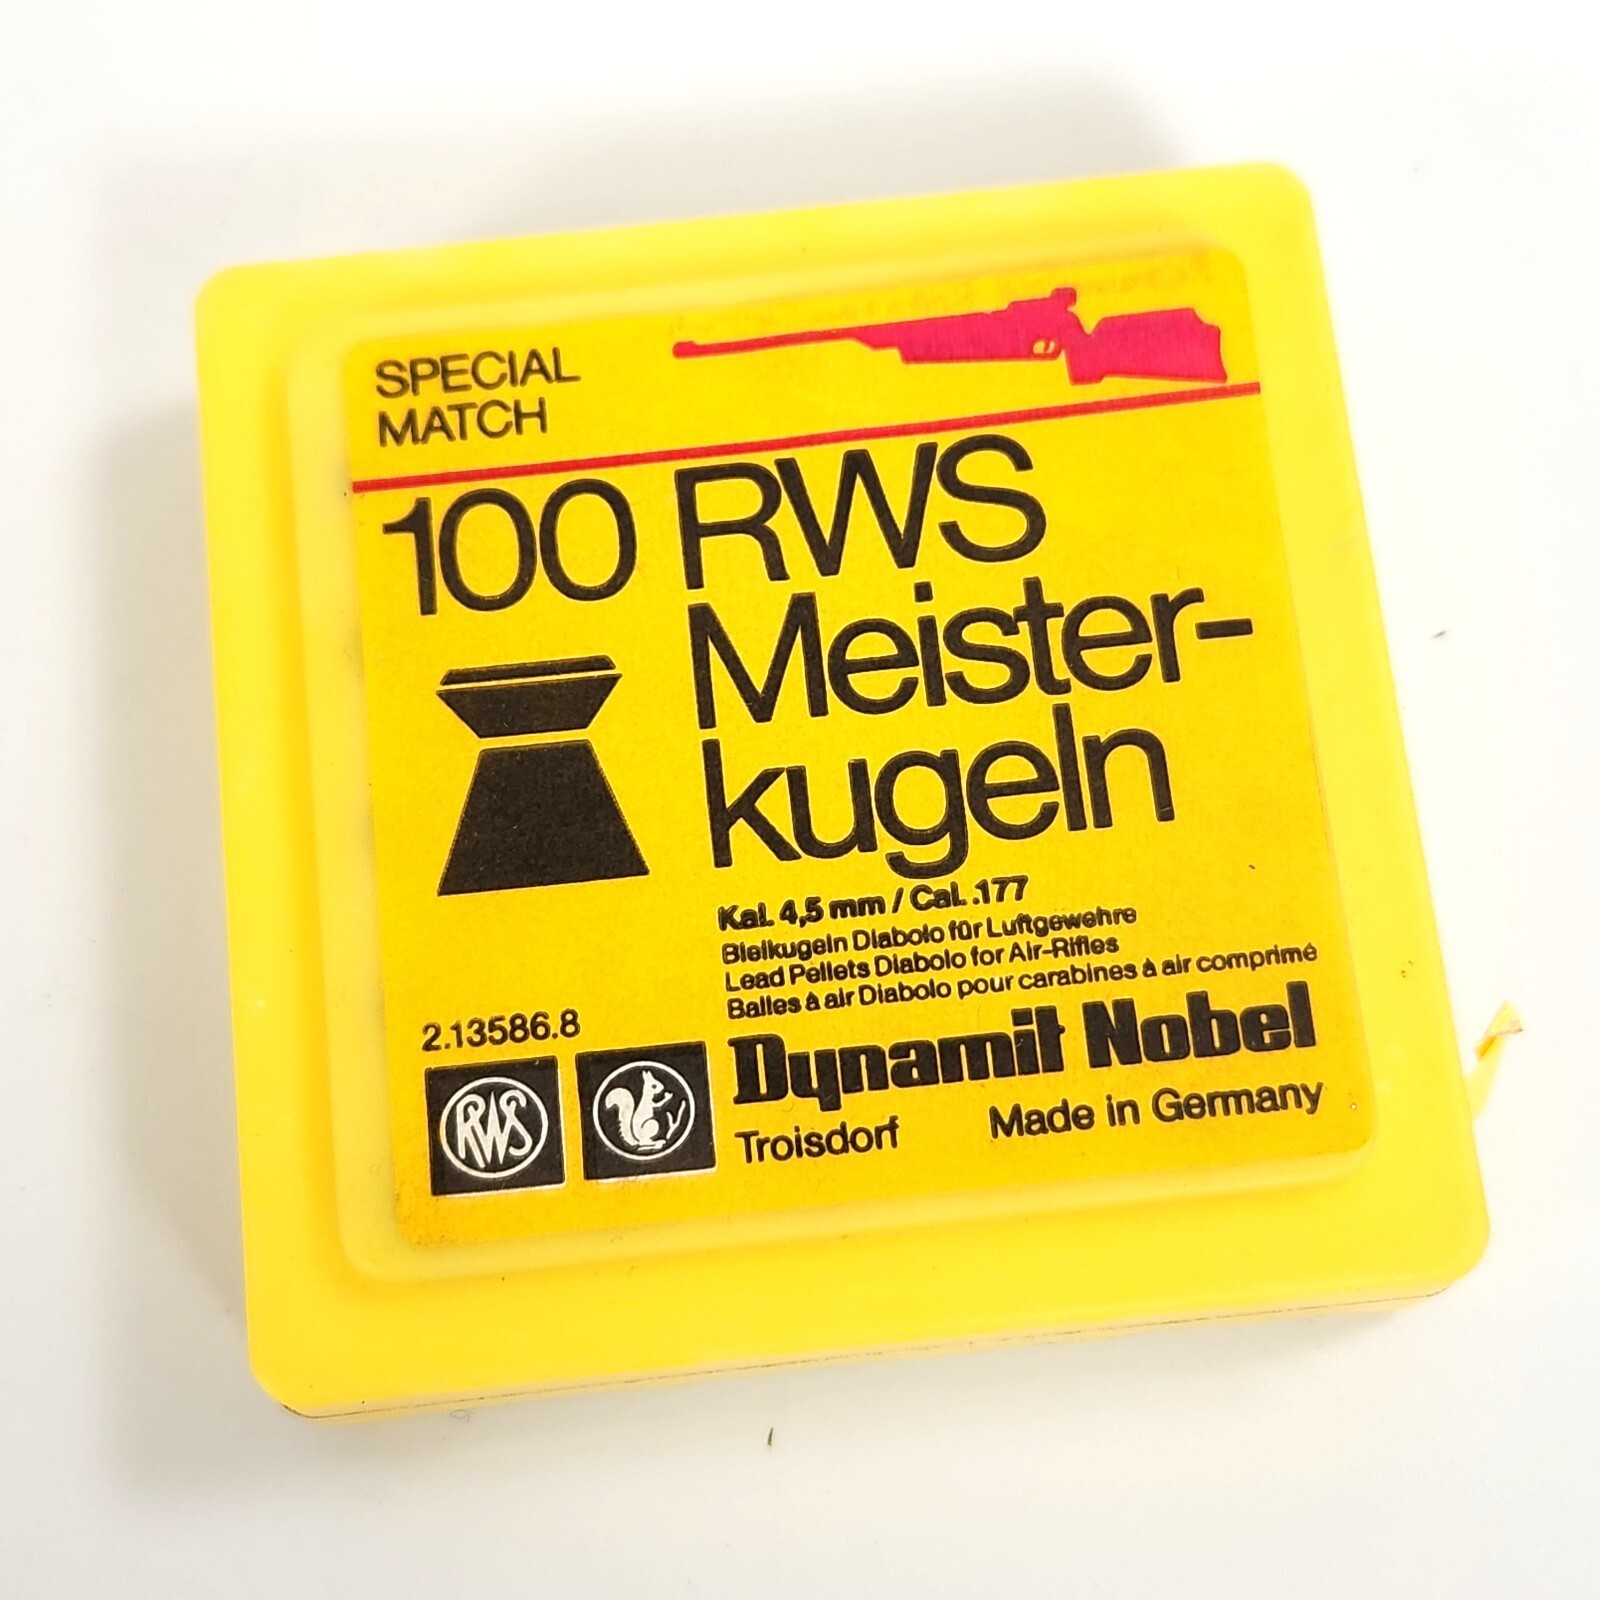 SPECIAL
MATCH
100 RWS
Meister-
kugeln
Kal. 4,5 mm / Cal. .177
Bleikugeln Diabolo für Luftgewehre
Lead Pellets Diabolo for Air-Rifles
Balles à air Diabolo pour carabines à air comprimé
2.13586.8
RWS
Dynamit Nobel
Troisdorf Made in Germany